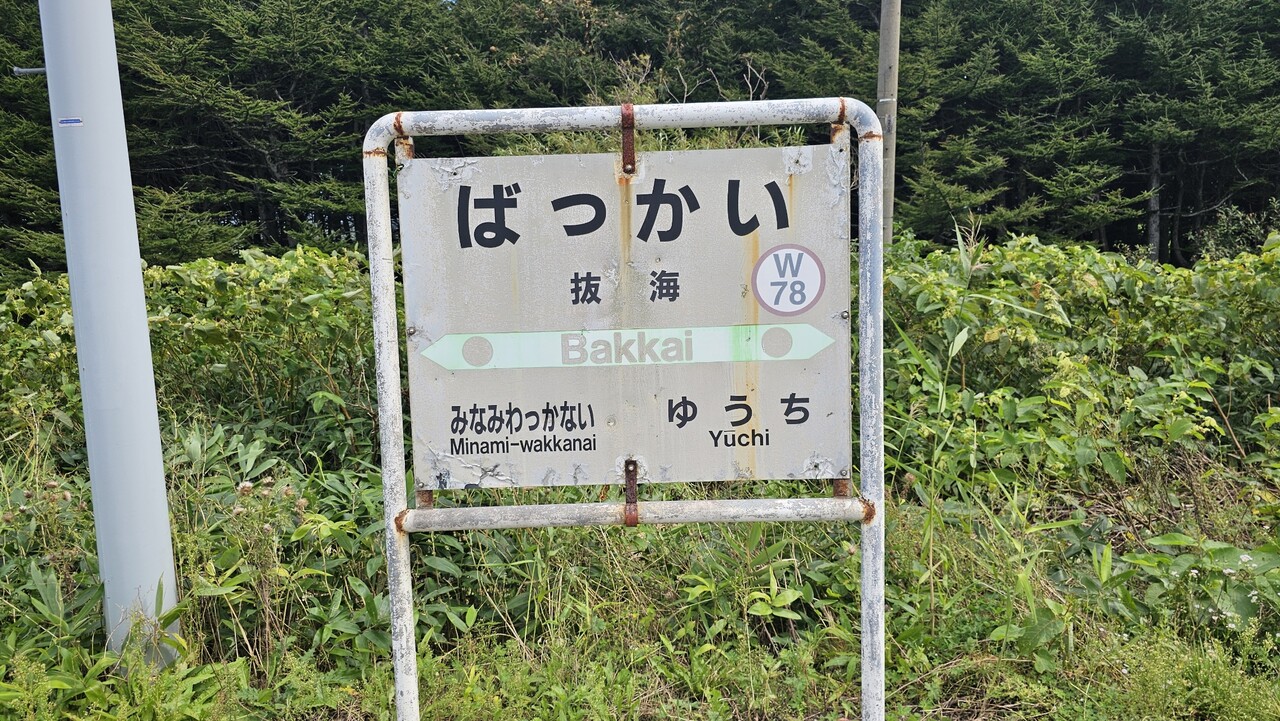 ばっかい
抜海
W
78
Bakkai
みなみわっかない
Minami-wakkanai
ゆうち
Yūchi